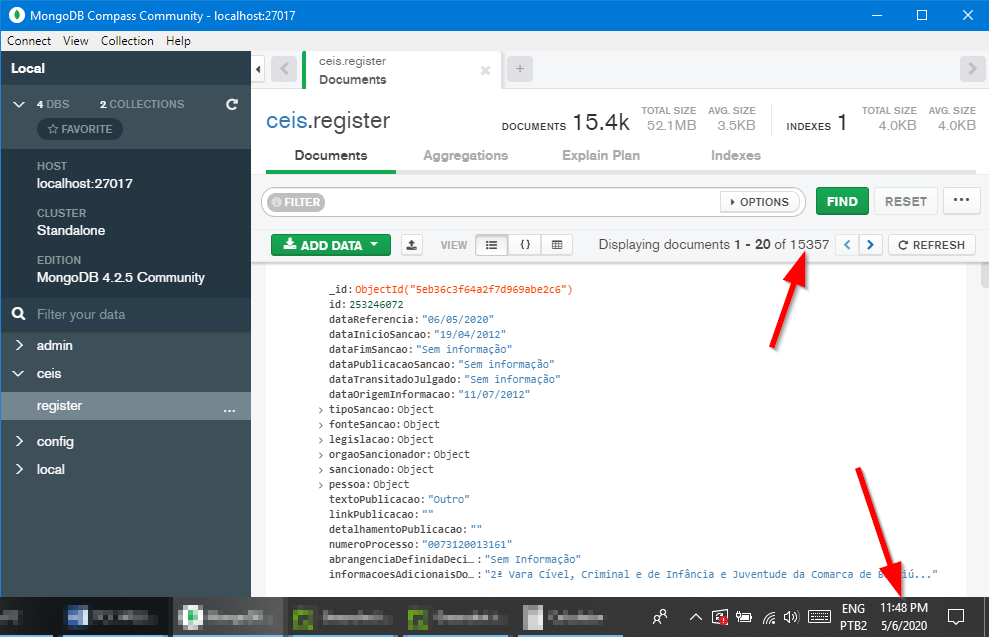 MongoDB Compass Community - localhost:27017
Connect View Collection Help
Local
4 DBS 2 COLLECTIONS
FAVORITE
HOST
localhost:27017
CLUSTER
Standalone
EDITION
MongoDB 4.2.5 Community
Filter your data
admin
ceis
register ...
config
local
ceis.register
Documents
ceis.register
DOCUMENTS 15.4k TOTAL SIZE 52.1MB AVG. SIZE 3.5KB INDEXES 1 TOTAL SIZE 4.0KB AVG. SIZE 4.0KB
Documents Aggregations Explain Plan Indexes
FILTER OPTIONS FIND RESET ...
ADD DATA VIEW {} Displaying documents 1 - 20 of 15357 REFRESH
_id: ObjectId("5eb36c3f64a2f7d969abe2c6")
id: 253246072
dataReferencia: "06/05/2020"
dataInicioSancao: "19/04/2012"
dataFimSancao: "Sem informação"
dataPublicacaoSancao: "Sem informação"
dataTransitadoJulgado: "Sem informação"
dataOrigemInformacao: "11/07/2012"
tipoSancao: Object
fonteSancao: Object
legislacao: Object
orgaoSancionador: Object
sancionado: Object
pessoa: Object
textoPublicacao: "Outro"
linkPublicacao: ""
detalhamentoPublicacao: ""
numeroProcesso: "0073120013161"
abrangenciaDefinidaDeci…: "Sem Informação"
informacoesAdicionaisDo…: "2ª Vara Cível, Criminal e de Infância e Juventude da Comarca de
ENG 11:48 PM
PTB2 5/6/2020